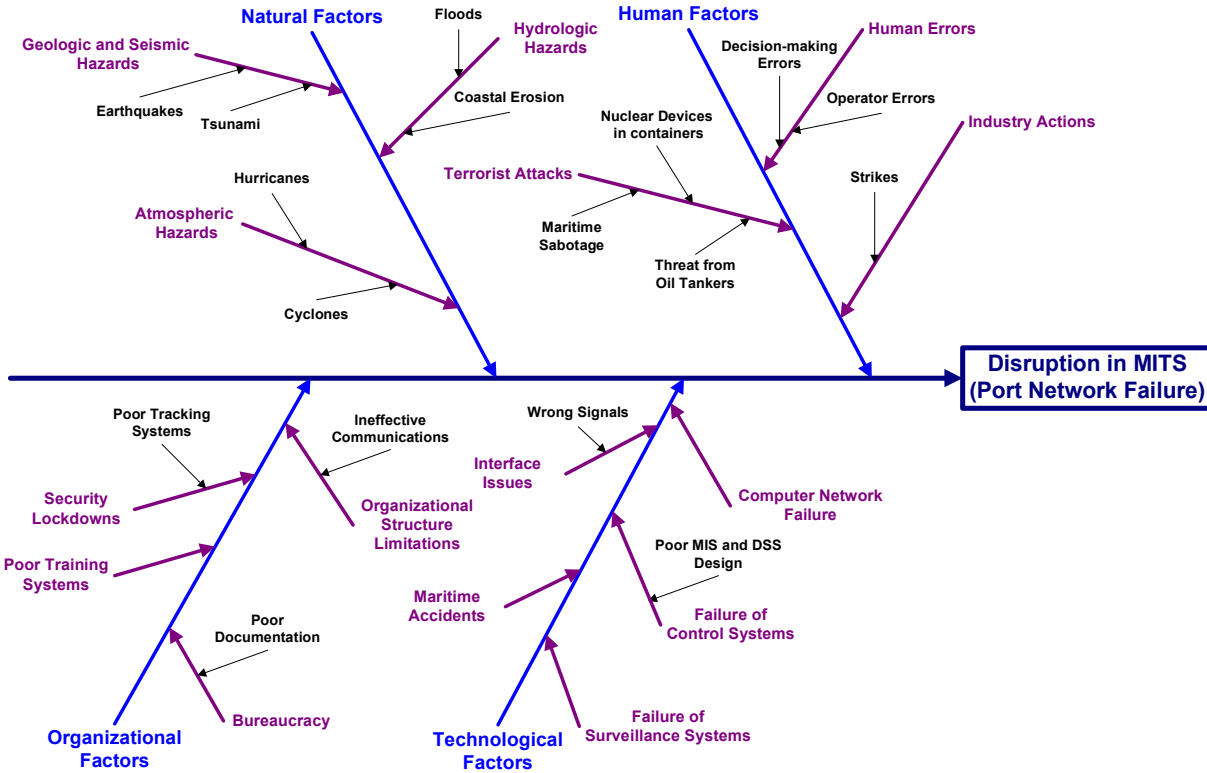 Natural Factors
Floods
Human Factors
Geologic and Seismic
Hazards
Hydrologic
Hazards
Decision-making
Errors
Human Errors
Earthquakes
Tsunami
Coastal Erosion
Nuclear Devices
in containers
Operator Errors
Industry Actions
Hurricanes
Terrorist Attacks
Strikes
Atmospheric
Hazards
Maritime
Sabotage
Threat from
Oil Tankers
Cyclones
Disruption in MITS
(Port Network Failure)
Poor Tracking
Systems
Ineffective
Communications
Wrong Signals
Interface
Issues
Security
Lockdowns
Organizational
Structure
Limitations
Computer Network
Failure
Poor Training
Systems
Poor MIS and DSS
Design
Maritime
Accidents
Poor
Documentation
Failure of
Control Systems
Bureaucracy
Failure of
Surveillance Systems
Organizational
Factors
Technological
Factors